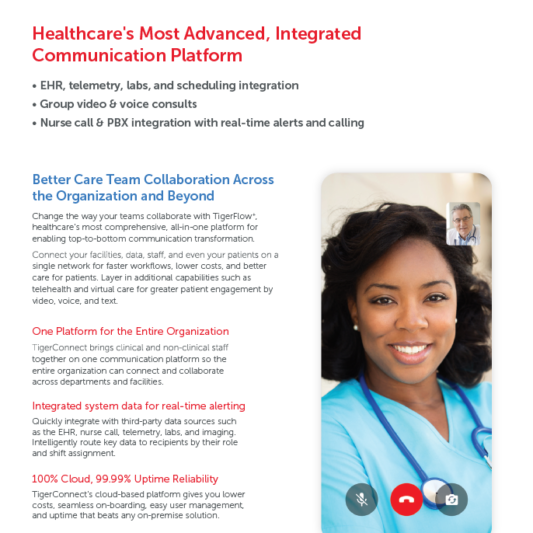 Healthcare's Most Advanced, Integrated
Communication Platform
• EHR, telemetry, labs, and scheduling integration
• Group video & voice consults
• Nurse call & PBX integration with real-time alerts and calling
Better Care Team Collaboration Across
the Organization and Beyond
Change the way your teams collaborate with TigerFlow+,
healthcare's most comprehensive, all-in-one platform for
enabling top-to-bottom communication transformation.
Connect your facilities, data, staff, and even your patients on a
single network for faster workflows, lower costs, and better
care for patients. Layer in additional capabilities such as
telehealth and virtual care for greater patient engagement by
video, voice, and text.
One Platform for the Entire Organization
TigerConnect brings clinical and non-clinical staff
together on one communication platform so the
entire organization can connect and collaborate
across departments and facilities.
Integrated system data for real-time alerting
Quickly integrate with third-party data sources such
as the EHR, nurse call, telemetry, labs, and imaging.
Intelligently route key data to recipients by their role
and shift assignment.
100% Cloud, 99.99% Uptime Reliability
TigerConnect's cloud-based platform gives you lower
costs, seamless on-boarding, easy user management,
and uptime that beats any on-premise solution.